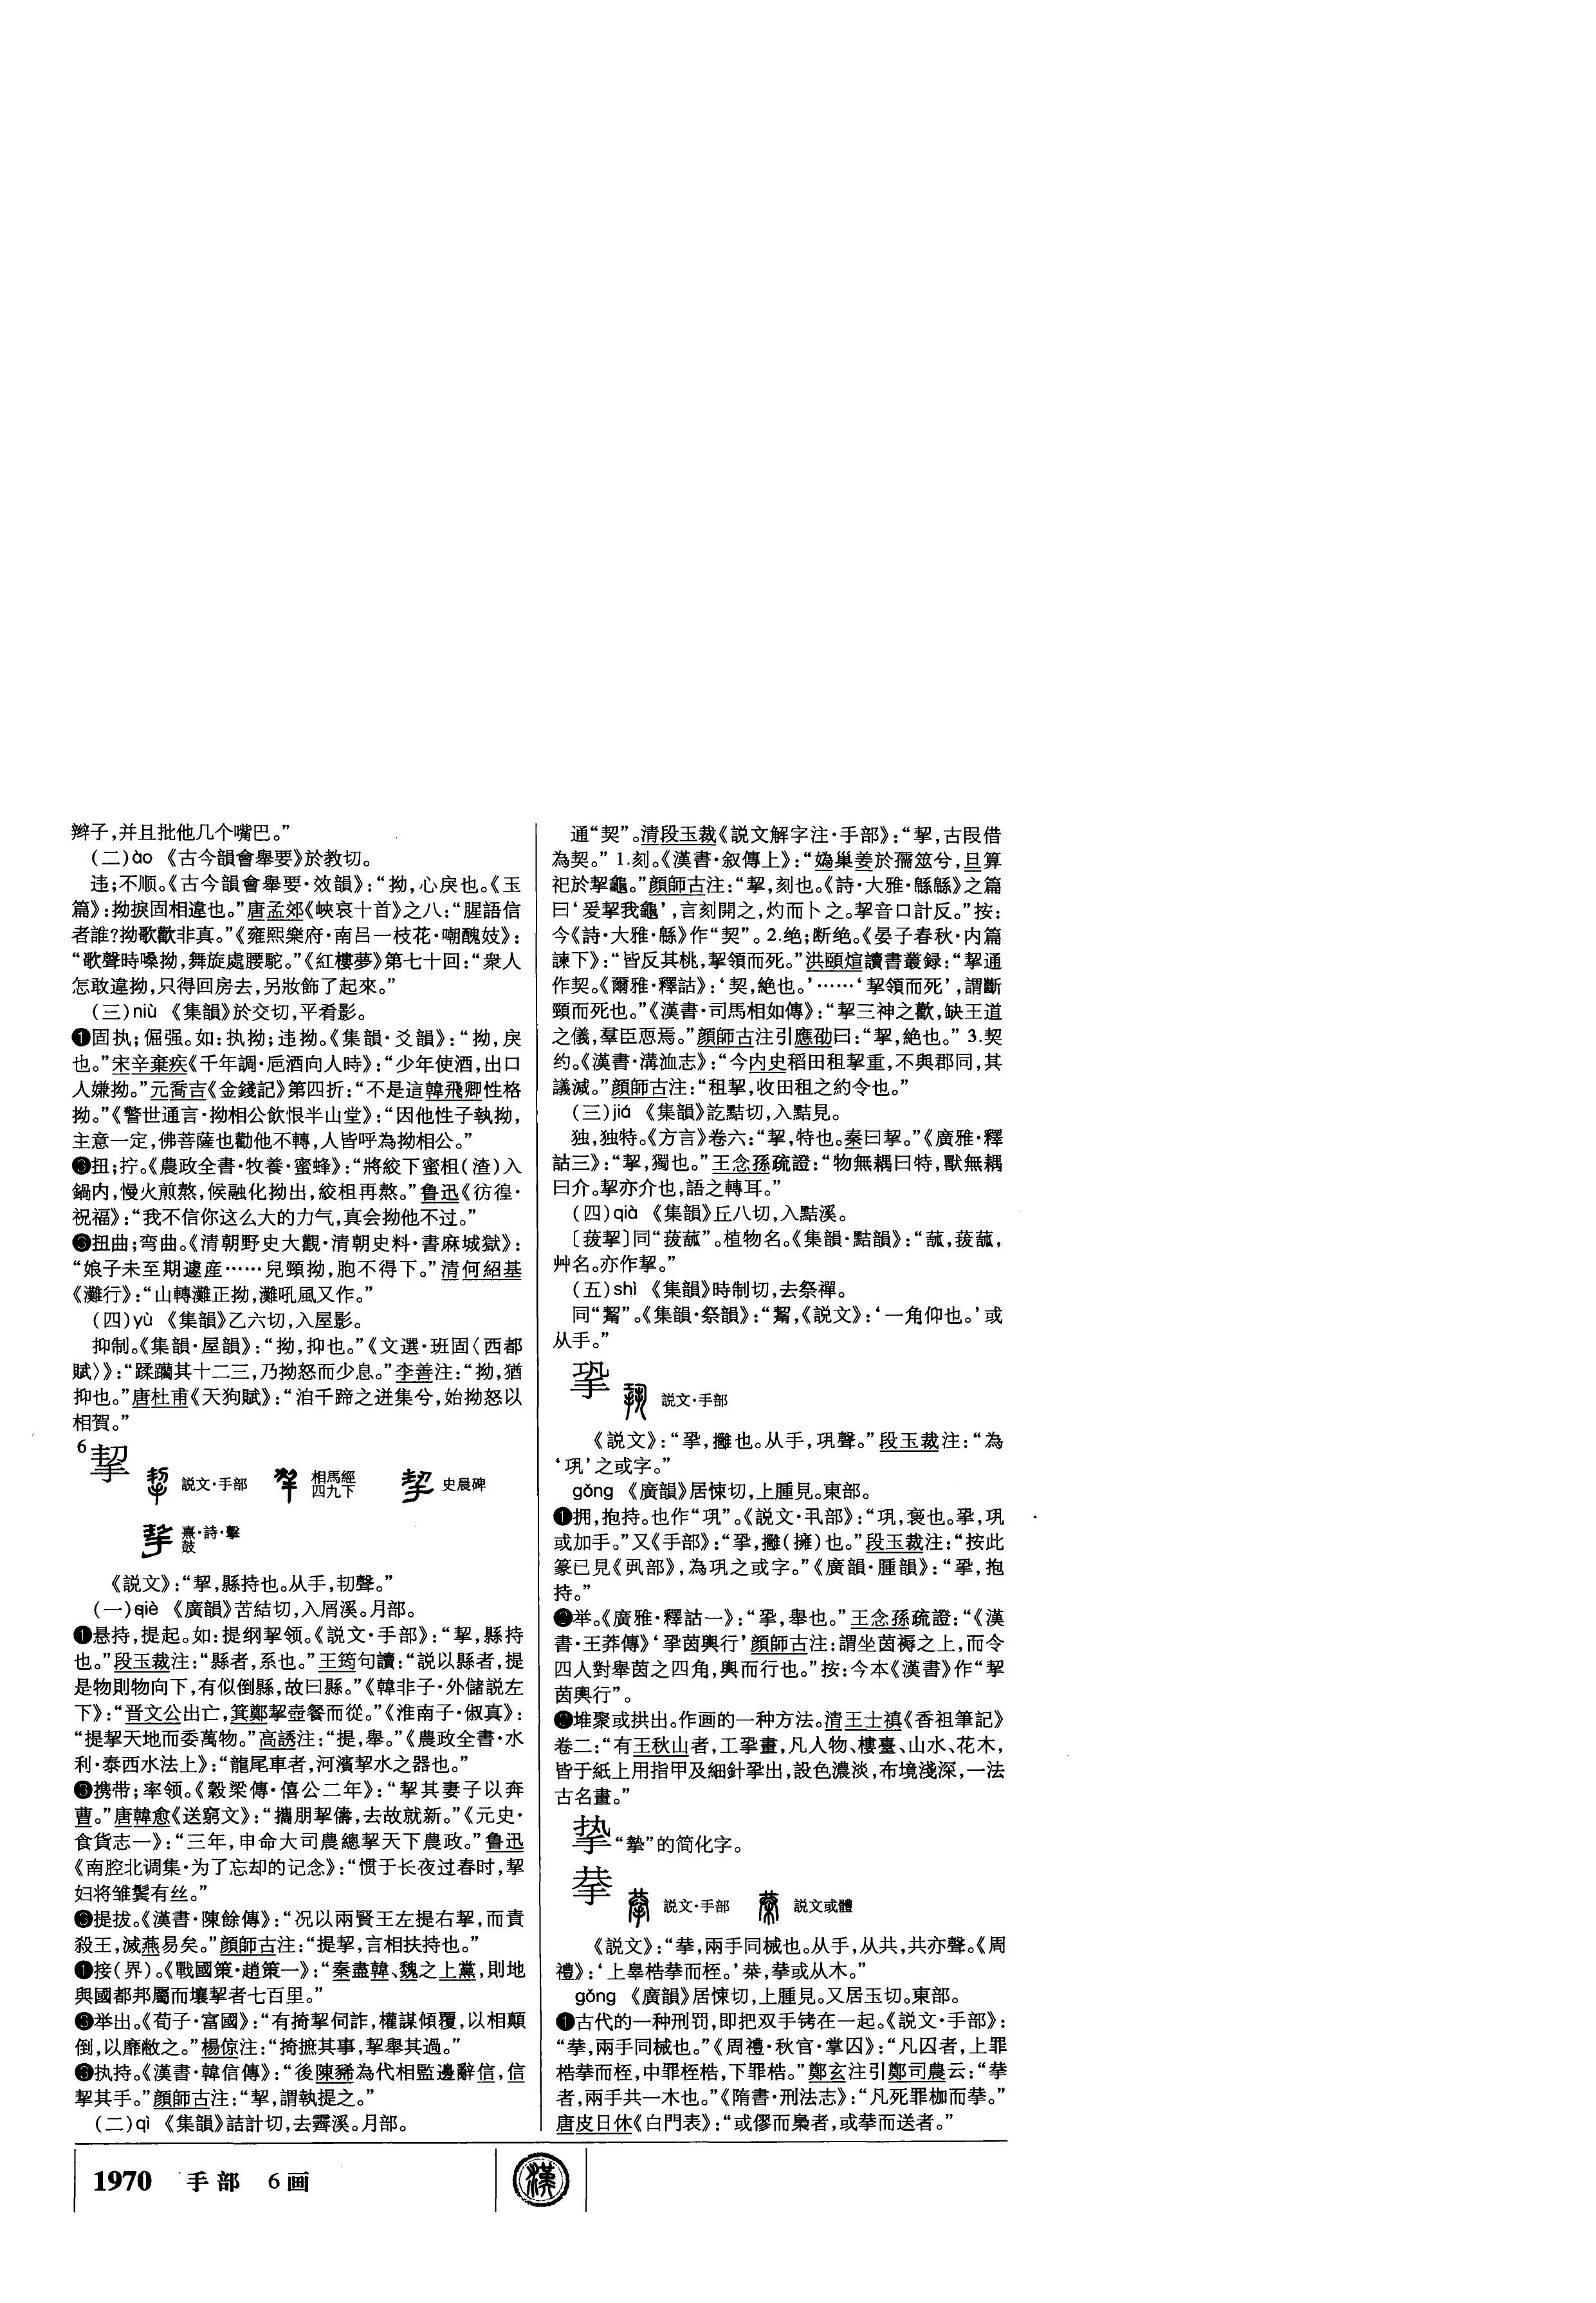 辫子,并且批他几个嘴巴。”
(二)ào 《古今韻會舉要》於教切。
违;不顺。《古今韻會舉要·效韻》:“拗,心戾也。《玉
篇》:拗捩固相違也。”唐孟郊《峽哀十首》之八:“腥語信
者誰?拗歌歡非真。”《雍熙樂府·南吕一枝花·嘲醜妓》:
“歌聲時嗓拗,舞旋處腰駝。”《紅樓夢》第七十回:“衆人
怎敢違拗,只得回房去,另妝飾了起來。”
(三)niù 《集韻》於交切,平肴影。
❶固执;倔强。如:执拗;违拗。《集韻·爻韻》:“拗,戾
也。”宋辛棄疾《千年調·卮酒向人時》:“少年使酒,出口
人嫌拗。”元喬吉《金錢記》第四折:“不是這韓飛卿性格
拗。”《警世通言·拗相公飲恨半山堂》:“因他性子執拗,
主意一定,佛菩薩也勸他不轉,人皆呼為拗相公。”
扭;拧。《農政全書·牧養·蜜蜂》:“將絞下蜜柤(渣)入
鍋内,慢火煎熬,候融化拗出,絞柤再熬。”鲁迅《彷徨·
祝福》:“我不信你这么大的力气,真会拗他不过。”
❸扭曲;弯曲。《清朝野史大觀·清朝史料·書麻城獄》:
“娘子未至期遽産……兒頸拗,胞不得下。”清何紹基
《灘行》:“山轉灘正拗,灘吼風又作。”
(四)yù 《集韻》乙六切,入屋影。
抑制。《集韻·屋韻》:“拗,抑也。”《文選·班固〈西都
賦〉》:“蹂躪其十二三,乃拗怒而少息。”李善注:“拗,猶
抑也。”唐杜甫《天狗賦》:“洎千蹄之迸集兮,始拗怒以
相賀。”
6 挈
説文·手部 相馬經四九下 史晨碑
熹·詩·擊鼓
《説文》:“挈,縣持也。从手,㓞聲。”
(一)qiè 《廣韻》苦結切,入屑溪。月部。
❶悬持,提起。如:提纲挈领。《説文·手部》:“挈,縣持
也。”段玉裁注:“縣者,系也。”王筠句讀:“説以縣者,提
是物則物向下,有似倒縣,故曰縣。”《韓非子·外儲説左
下》:“晋文公出亡,箕鄭挈壺餐而從。”《淮南子·俶真》:
“提挈天地而委萬物。”高誘注:“提,舉。”《農政全書·水
利·泰西水法上》:“龍尾車者,河濱挈水之器也。”
携带;率领。《穀梁傳·僖公二年》:“挈其妻子以奔
曹。”唐韓愈《送窮文》:“攜朋挈儔,去故就新。”《元史·
食貨志一》:“三年,申命大司農總挈天下農政。”鲁迅
《南腔北调集·为了忘却的记念》:“惯于长夜过春时,挈
妇将雏鬓有丝。”
❸提拔。《漢書·陳餘傳》:“况以兩賢王左提右挈,而責
殺王,滅燕易矣。”顔師古注:“提挈,言相扶持也。”
接(界)。《戰國策·趙策一》:“秦盡韓、魏之上黨,則地
與國都邦屬而壤挈者七百里。”
举出。《荀子·富國》:“有掎挈伺詐,權謀傾覆,以相顛
倒,以靡敝之。”楊倞注:“掎摭其事,挈舉其過。”
执持。《漢書·韓信傳》:“後陳豨為代相監邊辭信,信
挈其手。”顔師古注:“挈,謂執提之。”
(二)qì 《集韻》詰計切,去霽溪。月部。
通“契”。清段玉裁《説文解字注·手部》:“挈,古叚借
為契。” 1.刻。《漢書·叙傳上》:“媯巢姜於孺筮兮,旦算
祀於挈龜。”顔師古注:“挈,刻也。《詩·大雅·緜緜》之篇
曰‘爰挈我龜’,言刻開之,灼而卜之。挈音口計反。”按:
今《詩·大雅·緜》作“契”。2.绝;断绝。《晏子春秋·内篇
諫下》:“皆反其桃,挈領而死。”洪頤煊讀書叢録:“挈通
作契。《爾雅·釋詁》:‘契,絶也。’……‘挈領而死’,謂斷
頸而死也。”《漢書·司馬相如傳》:“挈三神之歡,缺王道
之儀,羣臣恧焉。”顔師古注引應劭曰:“挈,絶也。” 3.契
约。《漢書·溝洫志》:“今内史稻田租挈重,不與郡同,其
議減。”顔師古注:“租挈,收田租之約令也。”
(三)jiá 《集韻》訖黠切,入黠見。
独,独特。《方言》卷六:“挈,特也。秦曰挈。”《廣雅·釋
詁三》:“挈,獨也。”王念孫疏證:“物無耦曰特,獸無耦
曰介。挈亦介也,語之轉耳。”
(四)qià 《集韻》丘八切,入黠溪。
〔菝挈〕同“菝葀”。植物名。《集韻·黠韻》:“葀,菝葀,
艸名。亦作挈。”
(五)shì 《集韻》時制切,去祭禪。
同“觢”。《集韻·祭韻》:“觢,《説文》:‘一角仰也。’或
从手。”
挐 説文·手部
《説文》:“㧬,攤也。从手,巩聲。”段玉裁注:“為
‘巩’之或字。”
gǒng 《廣韻》居悚切,上腫見。東部。
❶拥,抱持。也作“巩”。《説文·丮部》:“巩,褱也。㧬,巩
或加手。”又《手部》:“㧬,攤(擁)也。”段玉裁注:“按此
篆已見《丮部》,為巩之或字。”《廣韻·腫韻》:“㧬,抱
持。”
❷举。《廣雅·釋詁一》:“㧬,舉也。”王念孫疏證:“《漢
書·王莽傳》‘㧬茵輿行’顔師古注:謂坐茵褥之上,而令
四人對舉茵之四角,輿而行也。”按:今本《漢書》作“挈
茵輿行”。
堆聚或拱出。作画的一种方法。清王士禛《香祖筆記》
卷二:“有王秋山者,工㧬畫,凡人物、樓臺、山水、花木,
皆于紙上用指甲及細針㧬出,設色濃淡,布境淺深,一法
古名畫。”
挚 “摯”的简化字。
拲 説文·手部 説文或體
《説文》:“拲,兩手同械也。从手,从共,共亦聲。《周
禮》:‘上辠梏拲而桎。’㭟,拲或从木。”
gǒng 《廣韻》居悚切,上腫見。又居玉切。東部。
❶古代的一种刑罚,即把双手铐在一起。《説文·手部》:
“拲,兩手同械也。”《周禮·秋官·掌囚》:“凡囚者,上罪
梏拲而桎,中罪桎梏,下罪梏。”鄭玄注引鄭司農云:“拲
者,兩手共一木也。”《隋書·刑法志》:“凡死罪枷而拲。”
唐皮日休《白門表》:“或僇而梟者,或拲而送者。”
1970 手部 6画
漢